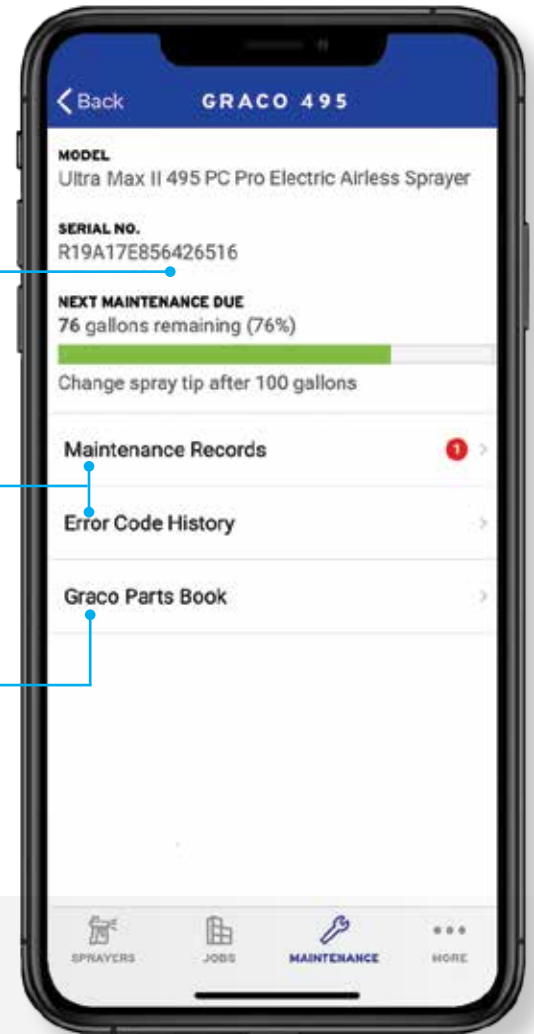 Back
GRACO 495
MODEL
Ultra Max II 495 PC Pro Electric Airless Sprayer
SERIAL NO.
R19A17E856426516
NEXT MAINTENANCE DUE
76 gallons remaining (76%)
Change spray tip after 100 gallons
Maintenance Records
1
Error Code History
Graco Parts Book
SPRAYERS
JOBS
MAINTENANCE
MORE